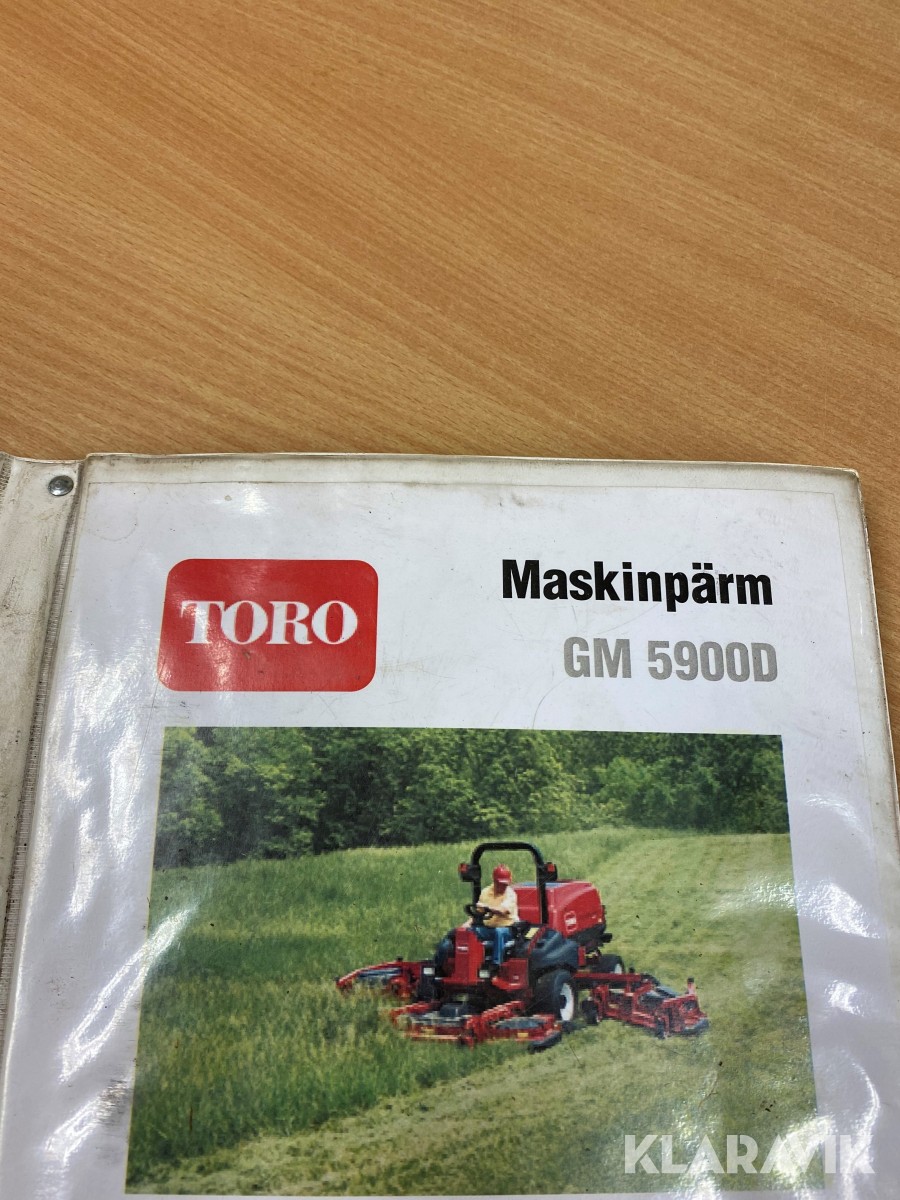 TORO
Maskinpärm
GM 5900D
KLARAVIK